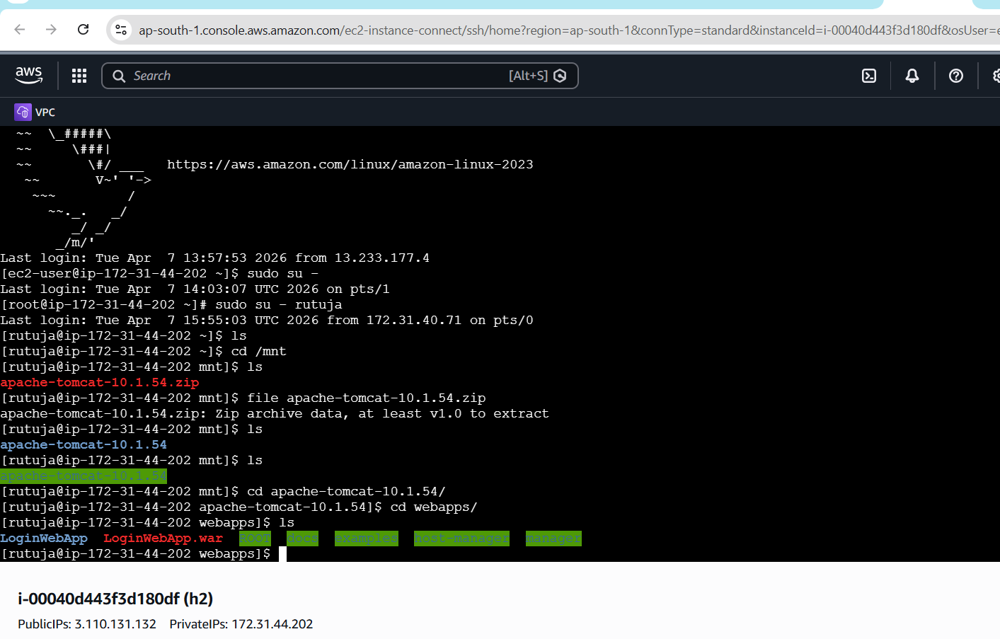 ap-south-1.console.aws.amazon.com/ec2-instance-connect/ssh/home?region=ap-south-1&connType=standard&instanceId=i-00040d443f3d180df&osUser=e
aws
Search [Alt+S]
VPC
~~  \_#####\
~~     \###|
~~       \#/ ___   https://aws.amazon.com/linux/amazon-linux-2023
~~       V~' '->
~~~         /
~~._.   _/
_/ _/
_/m/'
Last login: Tue Apr  7 13:57:53 2026 from 13.233.177.4
[ec2-user@ip-172-31-44-202 ~]$ sudo su -
Last login: Tue Apr  7 14:03:07 UTC 2026 on pts/1
[root@ip-172-31-44-202 ~]# sudo su - rutuja
Last login: Tue Apr  7 15:55:03 UTC 2026 from 172.31.40.71 on pts/0
[rutuja@ip-172-31-44-202 ~]$ ls
[rutuja@ip-172-31-44-202 ~]$ cd /mnt
[rutuja@ip-172-31-44-202 mnt]$ ls
apache-tomcat-10.1.54.zip
[rutuja@ip-172-31-44-202 mnt]$ file apache-tomcat-10.1.54.zip
apache-tomcat-10.1.54.zip: Zip archive data, at least v1.0 to extract
[rutuja@ip-172-31-44-202 mnt]$ ls
apache-tomcat-10.1.54
[rutuja@ip-172-31-44-202 mnt]$ ls
apache-tomcat-10.1.54
[rutuja@ip-172-31-44-202 mnt]$ cd apache-tomcat-10.1.54/
[rutuja@ip-172-31-44-202 apache-tomcat-10.1.54]$ cd webapps/
[rutuja@ip-172-31-44-202 webapps]$ ls
LoginWebApp  LoginWebApp.war  ROOT  docs  examples  host-manager  manager
[rutuja@ip-172-31-44-202 webapps]$
i-00040d443f3d180df (h2)
PublicIPs: 3.110.131.132 PrivateIPs: 172.31.44.202